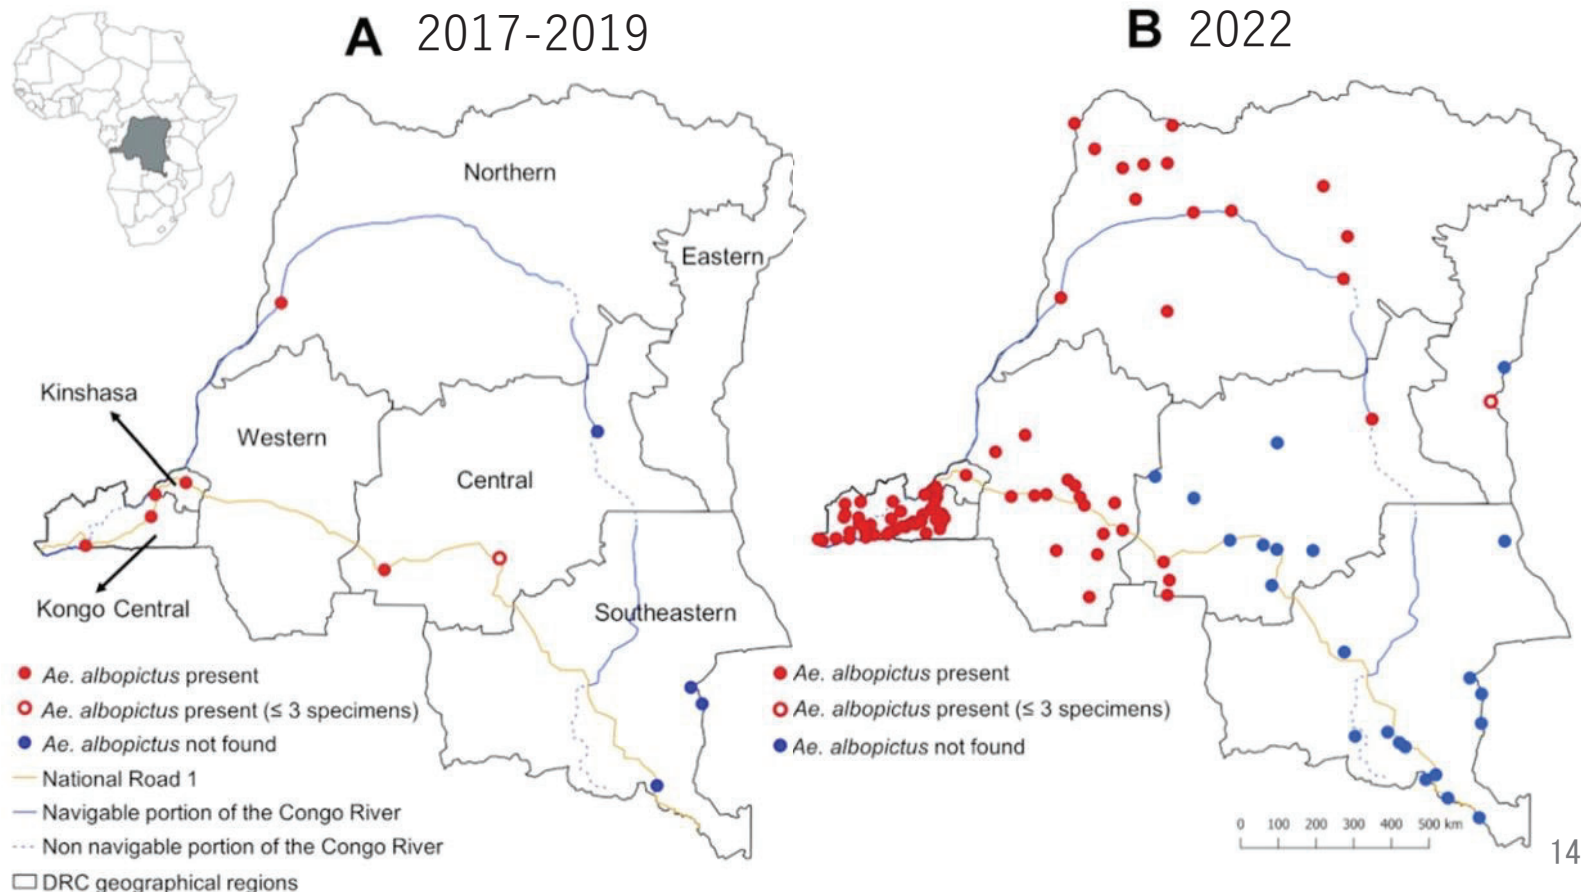 A 2017-2019
B 2022
Northern
Eastern
Kinshasa
Western
Central
Kongo Central
Southeastern
Ae. albopictus present
Ae. albopictus present (≤ 3 specimens)
Ae. albopictus not found
National Road 1
Navigable portion of the Congo River
Non navigable portion of the Congo River
DRC geographical regions
Ae. albopictus present
Ae. albopictus present (≤ 3 specimens)
Ae. albopictus not found
0 100 200 300 400 500 km
14